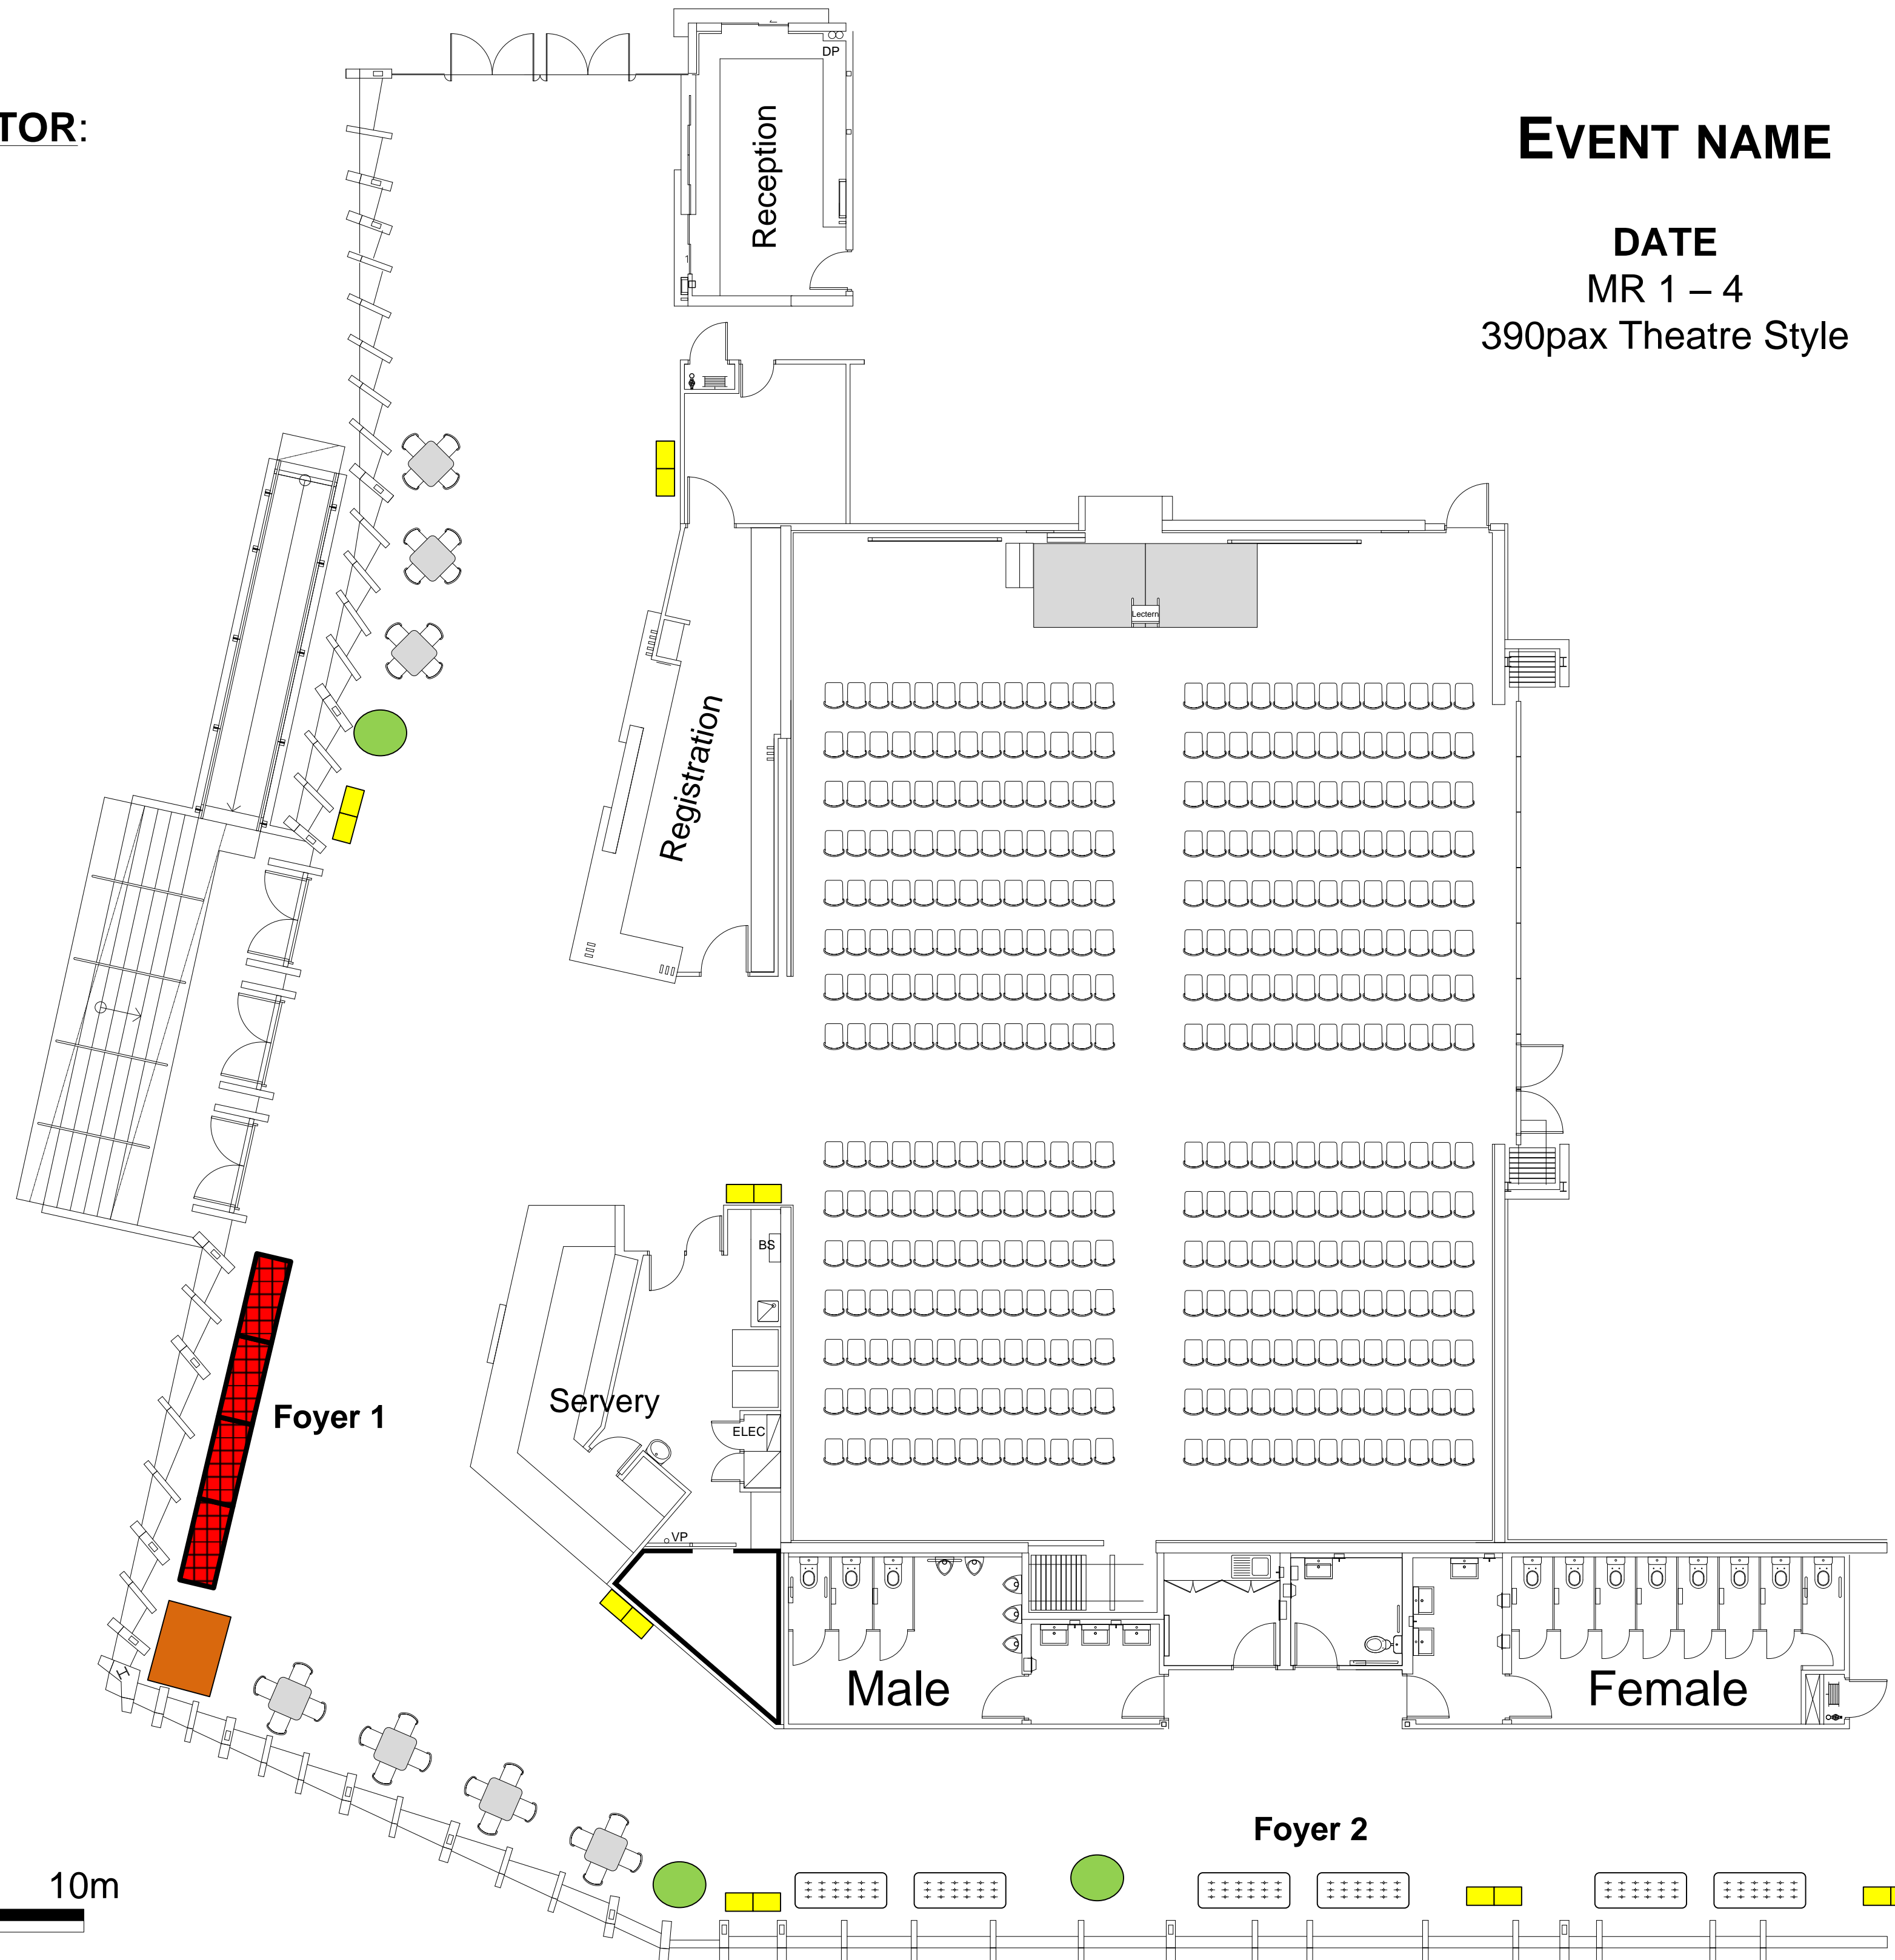 TOR:
EVENT NAME
DATE
MR 1 – 4
390pax Theatre Style
DP
Reception
1
Lectern
Registration
BS
Servery
ELEC
Foyer 1
VP
Male
Female
Foyer 2
10m